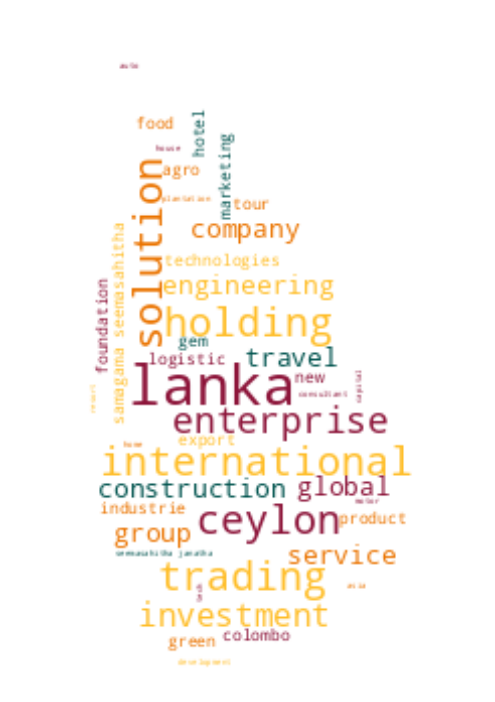 auto
food
hotel
house
marketing
agro
solution
plantation
tour
company
samagama seemasahitha
technologies
engineering
foundation
holding
gem
logistic
travel
lanka
new
capital
consultant
resort
enterprise
export
home
international
construction
global
motor
industrie
ceylon
product
group
seemasahitha janatha
service
trading
asia
investment
colombo
green
development